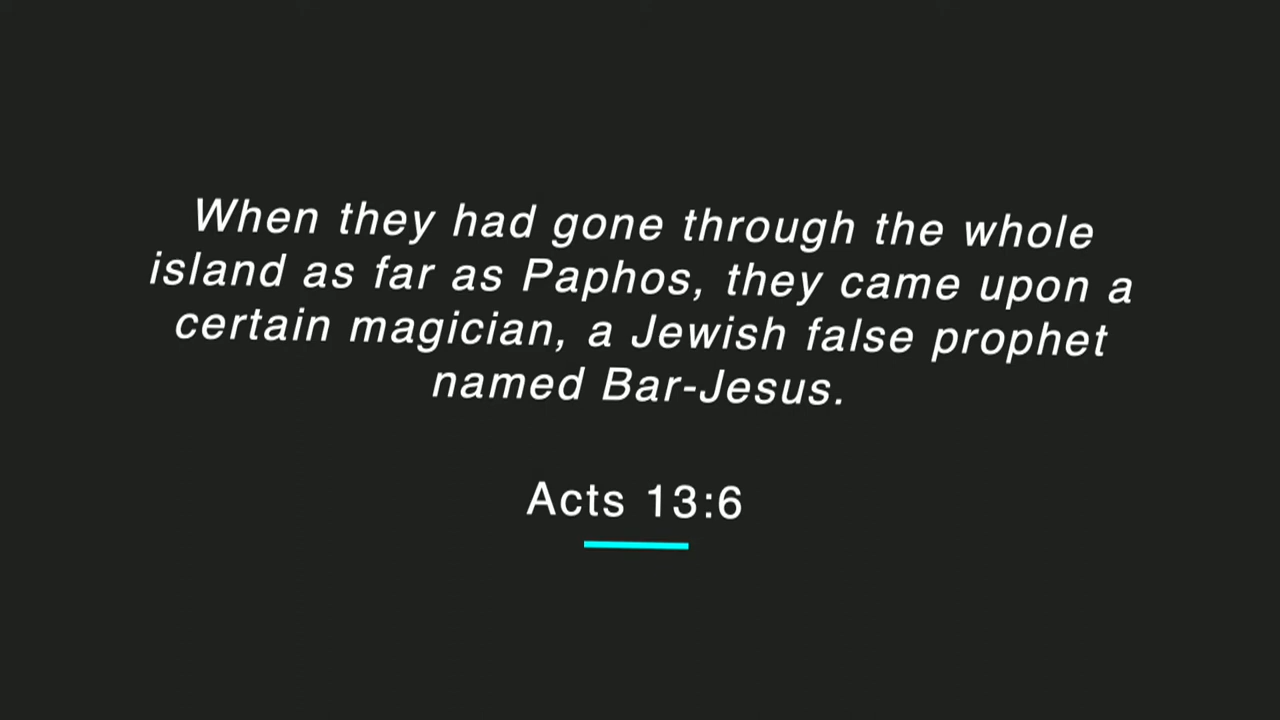 When they had gone through the whole
island as far as Paphos, they came upon a
certain magician, a Jewish false prophet
named Bar-Jesus.
Acts 13:6